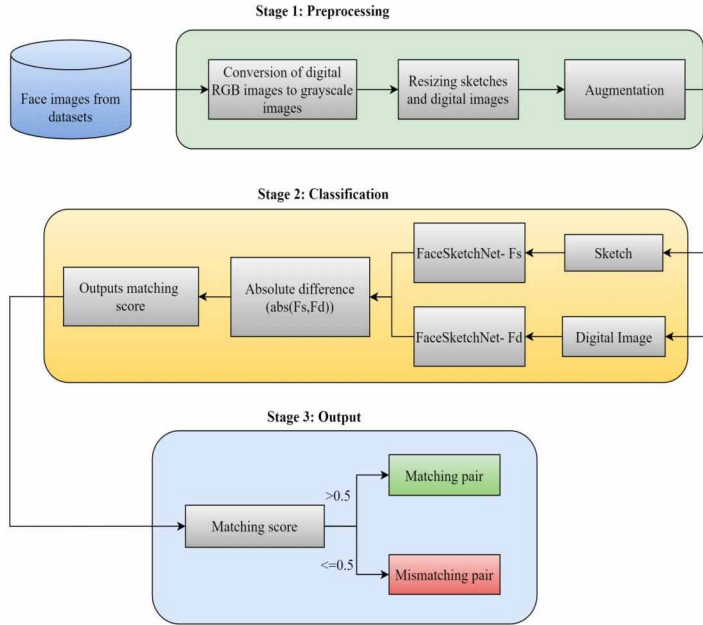 Stage 1: Preprocessing
Face images from
datasets
Conversion of digital
RGB images to grayscale
images
Resizing sketches
and digital images
Augmentation
Stage 2: Classification
FaceSketchNet- Fs
Sketch
Outputs matching
score
Absolute difference
(abs(Fs,Fd))
FaceSketchNet- Fd
Digital Image
Stage 3: Output
Matching pair
>0.5
Matching score
<=0.5
Mismatching pair